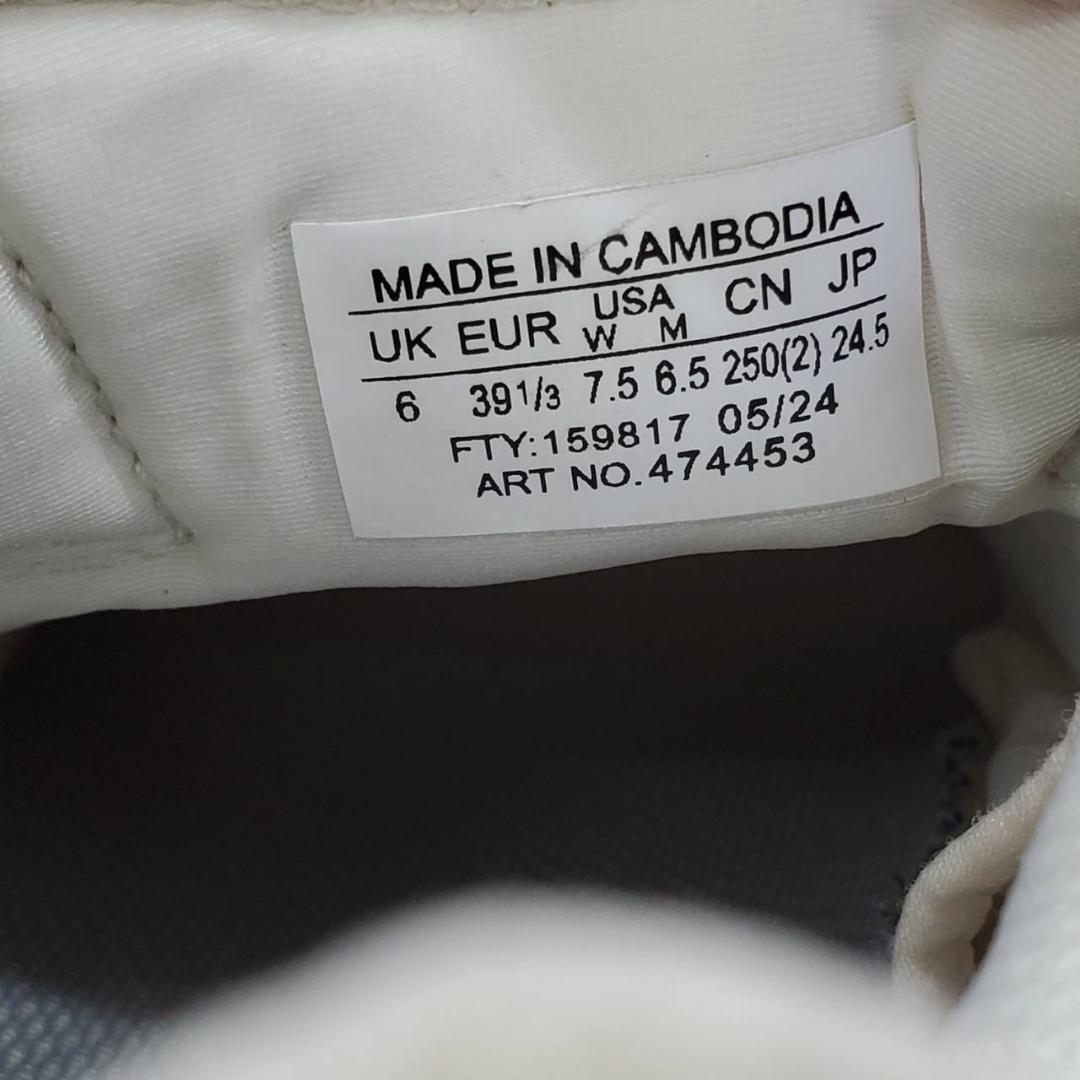 MADE IN CAMBODIA
UK EUR USA CN JP
W M
6 39 1/3 7.5 6.5 250(2) 24.5
FTY:159817 05/24
ART NO.474453